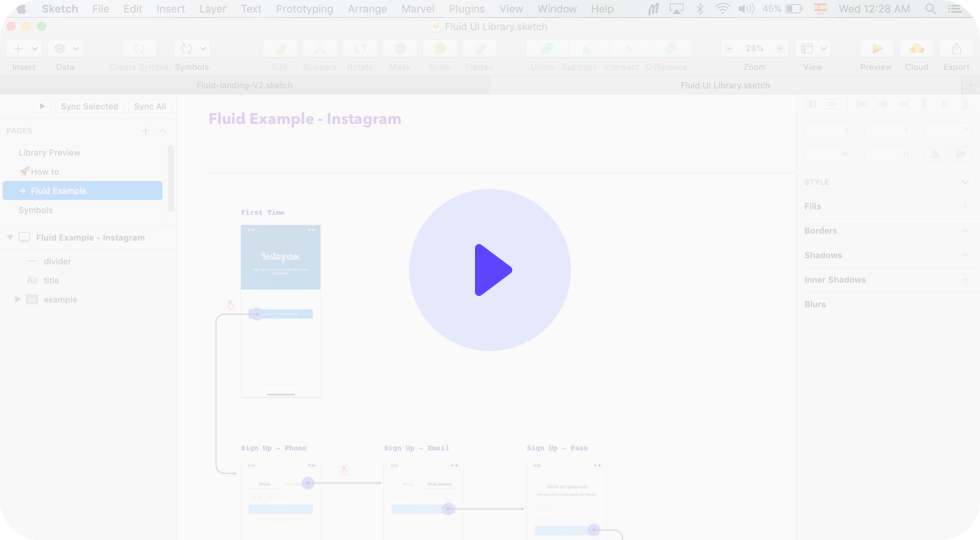 Sketch File Edit Insert Layer Text Prototyping Arrange Marvel Plugins View Window Help 45% Wed 12:28 AM
Fluid UI Library.sketch
28%
Insert Data Create Symbol Symbols Edit Scissors Rotate Mask Scale Flatten Union Subtract Intersect Difference Zoom View Preview Cloud Export
Fluid-landing-V2.sketch Fluid UI Library.sketch
Sync Selected Sync All
PAGES
Library Preview
🚀How to
→ Fluid Example
Symbols
Fluid Example - Instagram
divider
Aa title
example
Fluid Example - Instagram
First Time
Instagram
Sign Up - Phone Sign Up - Email Sign Up - Pass
Name and password
STYLE
Fills
Borders
Shadows
Inner Shadows
Blurs